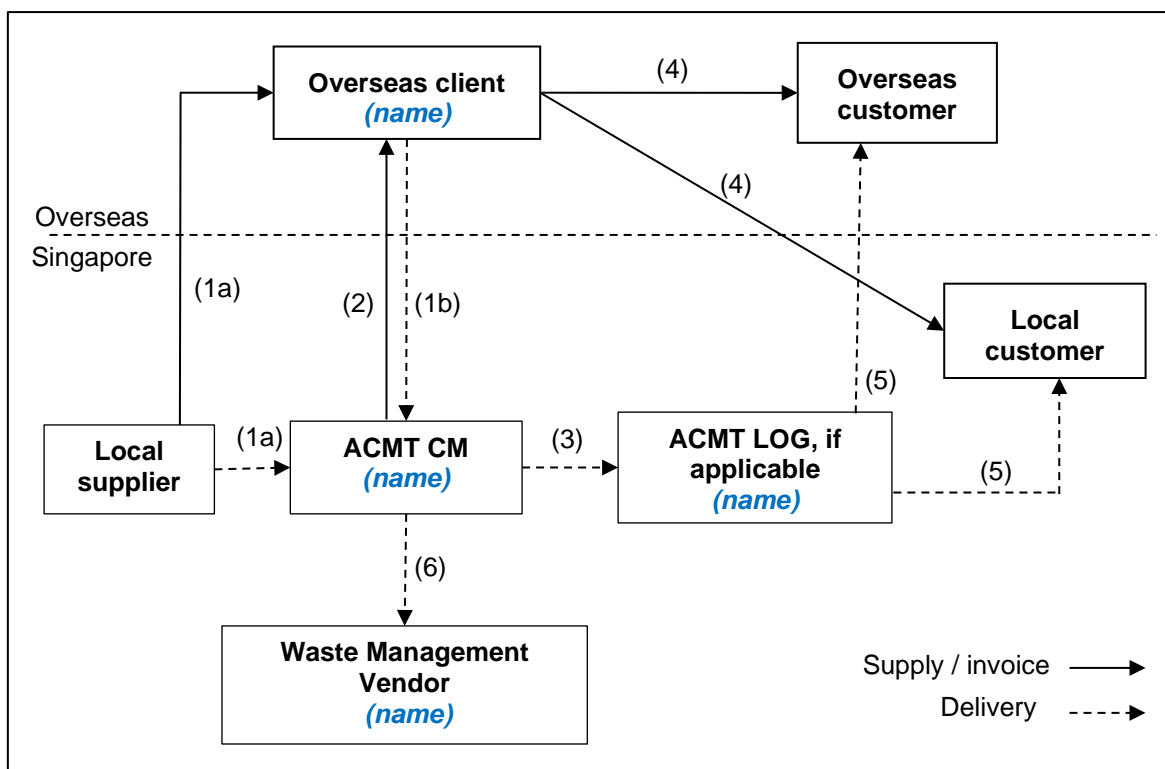 Overseas client
(name)
(4)
Overseas
customer
(4)
Overseas
Singapore
(1a)
(2)
(1b)
Local
customer
(5)
Local
supplier
(1a)
ACMT CM
(name)
(3)
ACMT LOG, if
applicable
(name)
(5)
(6)
Waste Management
Vendor
(name)
Supply / invoice
Delivery